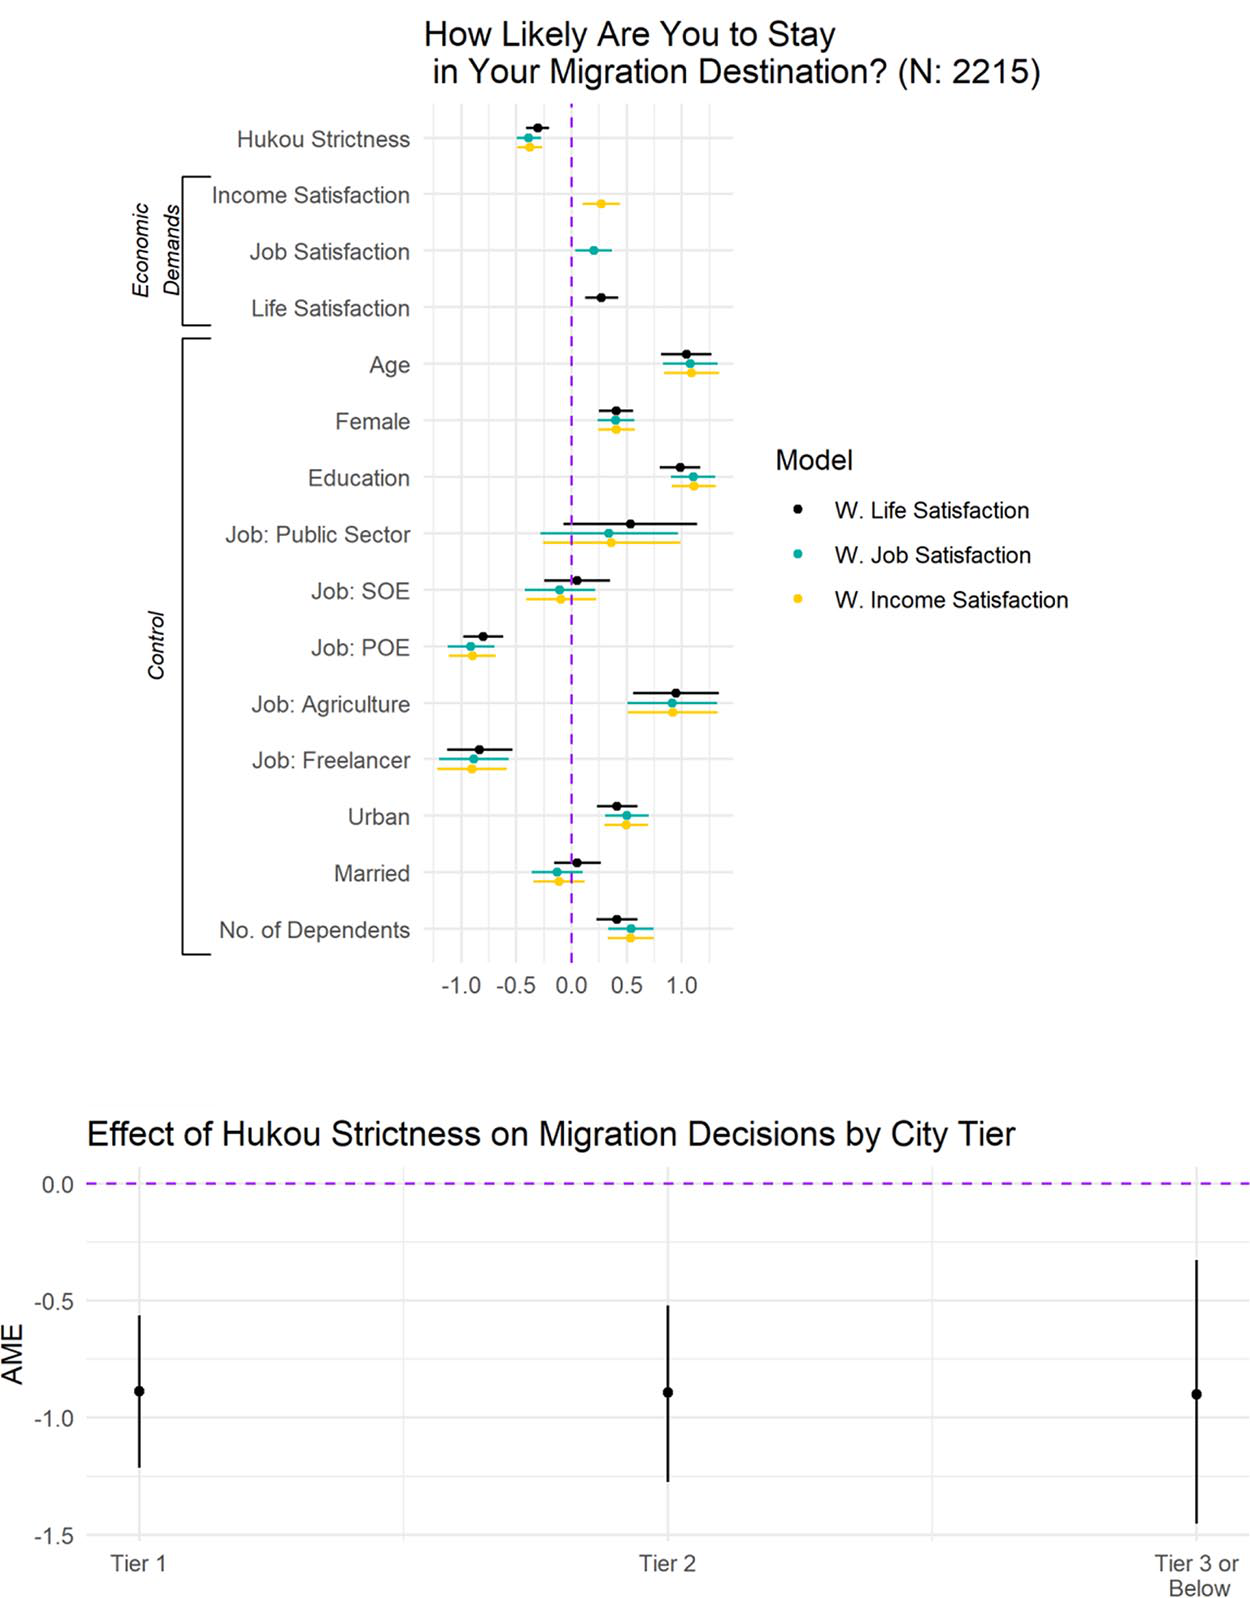 How Likely Are You to Stay
in Your Migration Destination? (N: 2215)
Hukou Strictness
Economic
Demands
Income Satisfaction
Job Satisfaction
Life Satisfaction
Control
Age
Female
Education
Job: Public Sector
Job: SOE
Job: POE
Job: Agriculture
Job: Freelancer
Urban
Married
No. of Dependents
-1.0 -0.5 0.0 0.5 1.0
Model
W. Life Satisfaction
W. Job Satisfaction
W. Income Satisfaction
Effect of Hukou Strictness on Migration Decisions by City Tier
AME
0.0
-0.5
-1.0
-1.5
Tier 1 Tier 2 Tier 3 or
Below